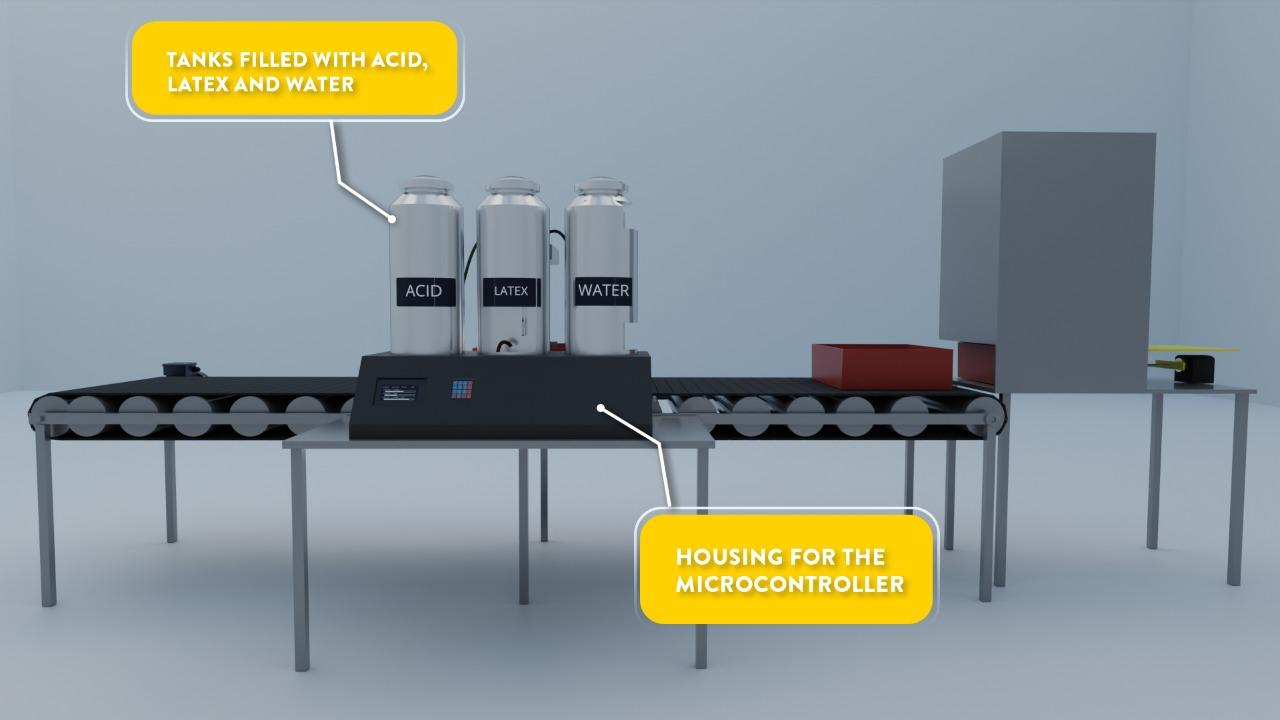 TANKS FILLED WITH ACID,
LATEX AND WATER
ACID
LATEX
WATER
HOUSING FOR THE
MICROCONTROLLER